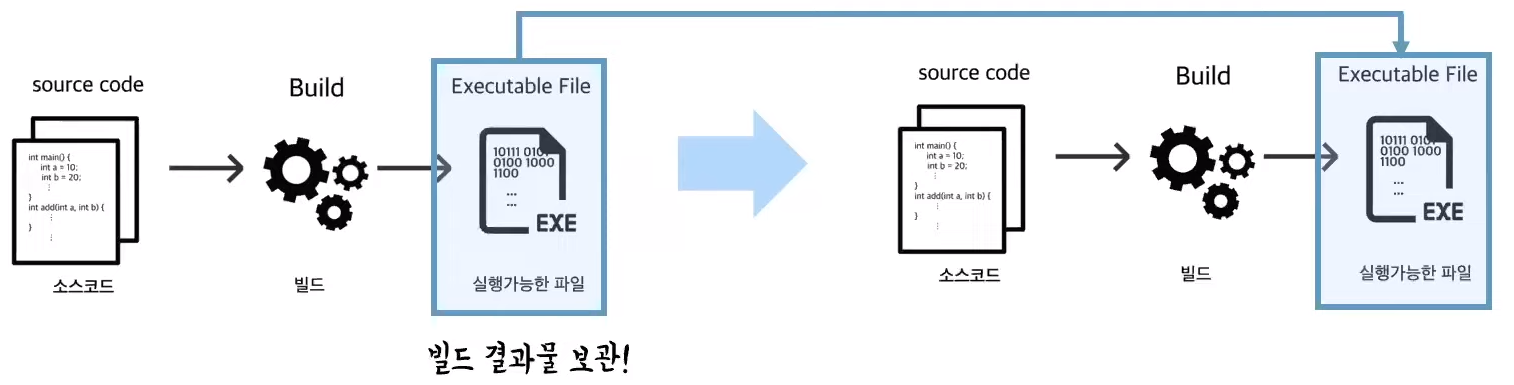 source code
int main() {
int a = 10;
int b = 20;
⋮
}
int add(int a, int b) {
⋮
}
⋮
소스코드
Build
빌드
Executable File
10111 0101
0100 1000
1100
...
...
EXE
실행가능한 파일
빌드 결과물 보관!
source code
int main() {
int a = 10;
int b = 20;
⋮
}
int add(int a, int b) {
⋮
}
⋮
소스코드
Build
빌드
Executable File
10111 0101
0100 1000
1100
...
...
EXE
실행가능한 파일